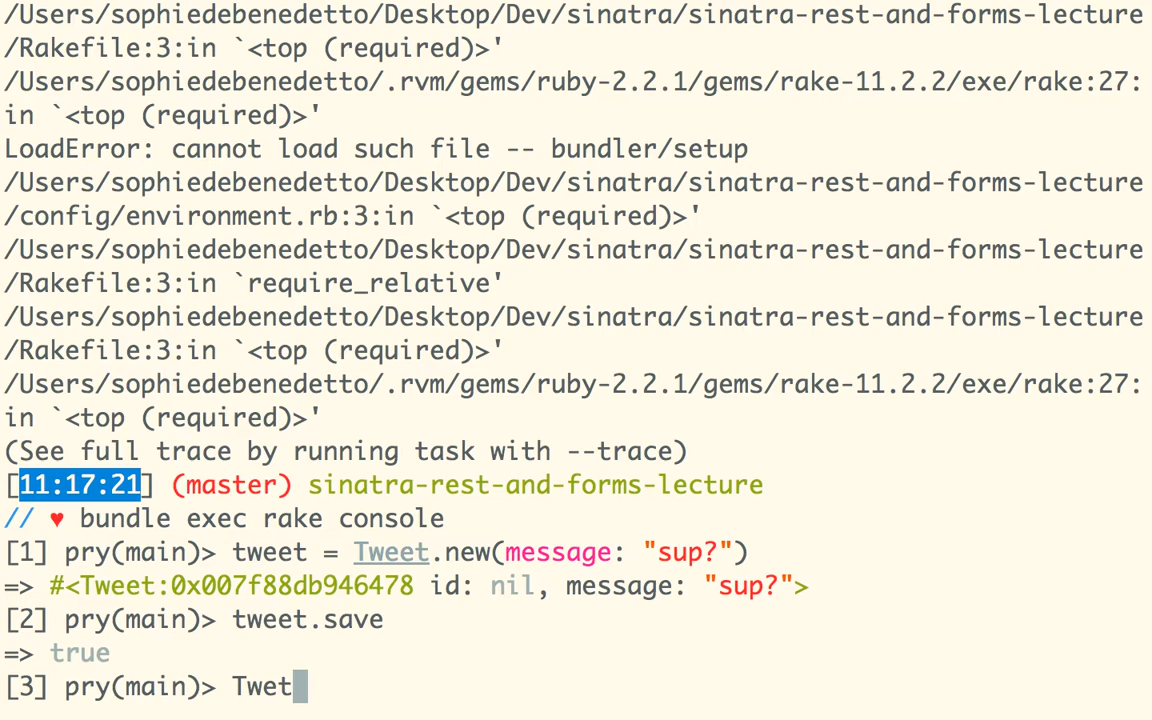 /Users/sophiedebenedetto/Desktop/Dev/sinatra/sinatra-rest-and-forms-lecture
/Rakefile:3:in `<top (required)>'
/Users/sophiedebenedetto/.rvm/gems/ruby-2.2.1/gems/rake-11.2.2/exe/rake:27:
in `<top (required)>'
LoadError: cannot load such file -- bundler/setup
/Users/sophiedebenedetto/Desktop/Dev/sinatra/sinatra-rest-and-forms-lecture
/config/environment.rb:3:in `<top (required)>'
/Users/sophiedebenedetto/Desktop/Dev/sinatra/sinatra-rest-and-forms-lecture
/Rakefile:3:in `require_relative'
/Users/sophiedebenedetto/Desktop/Dev/sinatra/sinatra-rest-and-forms-lecture
/Rakefile:3:in `<top (required)>'
/Users/sophiedebenedetto/.rvm/gems/ruby-2.2.1/gems/rake-11.2.2/exe/rake:27:
in `<top (required)>'
(See full trace by running task with --trace)
[11:17:21] (master) sinatra-rest-and-forms-lecture
// ♥ bundle exec rake console
[1] pry(main)> tweet = Tweet.new(message: "sup?")
=> #<Tweet:0x007f88db946478 id: nil, message: "sup?">
[2] pry(main)> tweet.save
=> true
[3] pry(main)> Twet